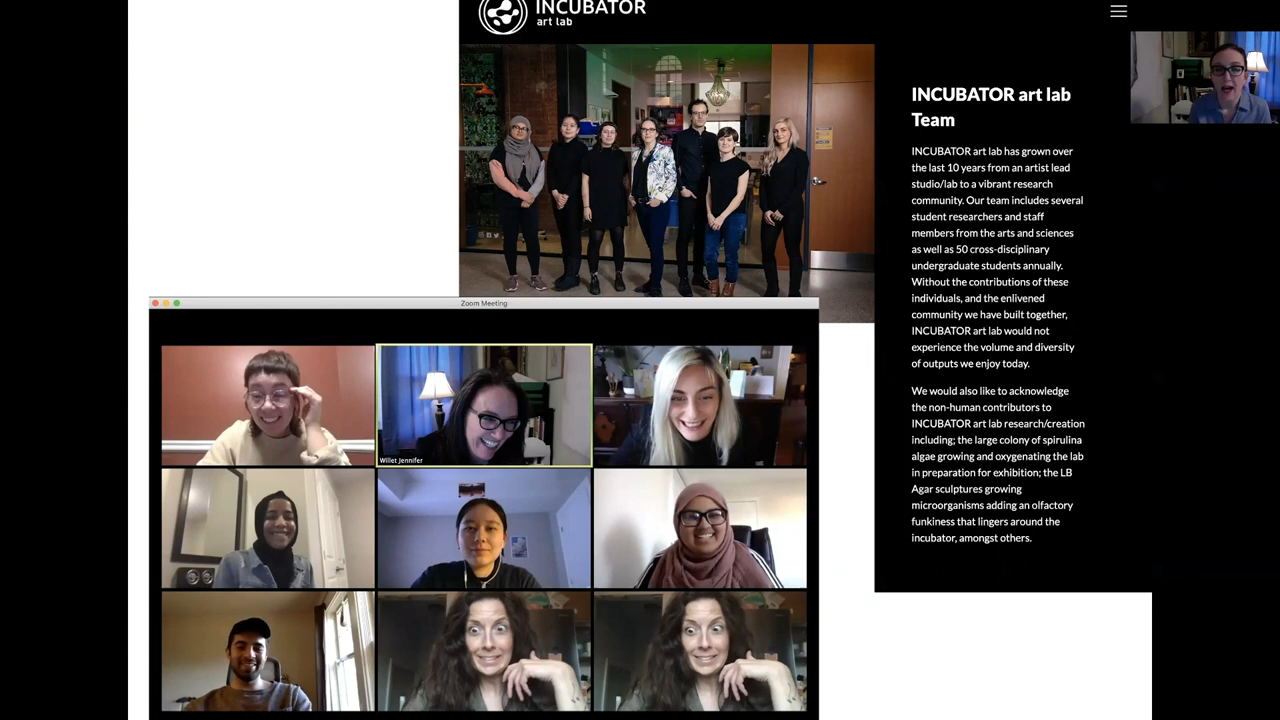 INCUBATOR
art lab
INCUBATOR art lab
Team
INCUBATOR art lab has grown over
the last 10 years from an artist lead
studio/lab to a vibrant research
community. Our team includes several
student researchers and staff
members from the arts and sciences
as well as 50 cross-disciplinary
undergraduate students annually.
Without the contributions of these
individuals, and the enlivened
community we have built together,
INCUBATOR art lab would not
experience the volume and diversity
of outputs we enjoy today.
We would also like to acknowledge
the non-human contributors to
INCUBATOR art lab research/creation
including; the large colony of spirulina
algae growing and oxygenating the lab
in preparation for exhibition; the LB
Agar sculptures growing
microorganisms adding an olfactory
funkiness that lingers around the
incubator, amongst others.
Zoom Meeting
Willet Jennifer